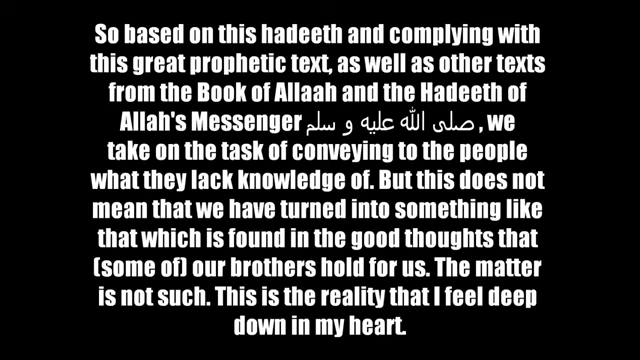 So based on this hadeeth and complying with
this great prophetic text, as well as other texts
from the Book of Allaah and the Hadeeth of
Allah's Messenger صلى الله عليه و سلم , we
take on the task of conveying to the people
what they lack knowledge of. But this does not
mean that we have turned into something like
that which is found in the good thoughts that
(some of) our brothers hold for us. The matter
is not such. This is the reality that I feel deep
down in my heart.